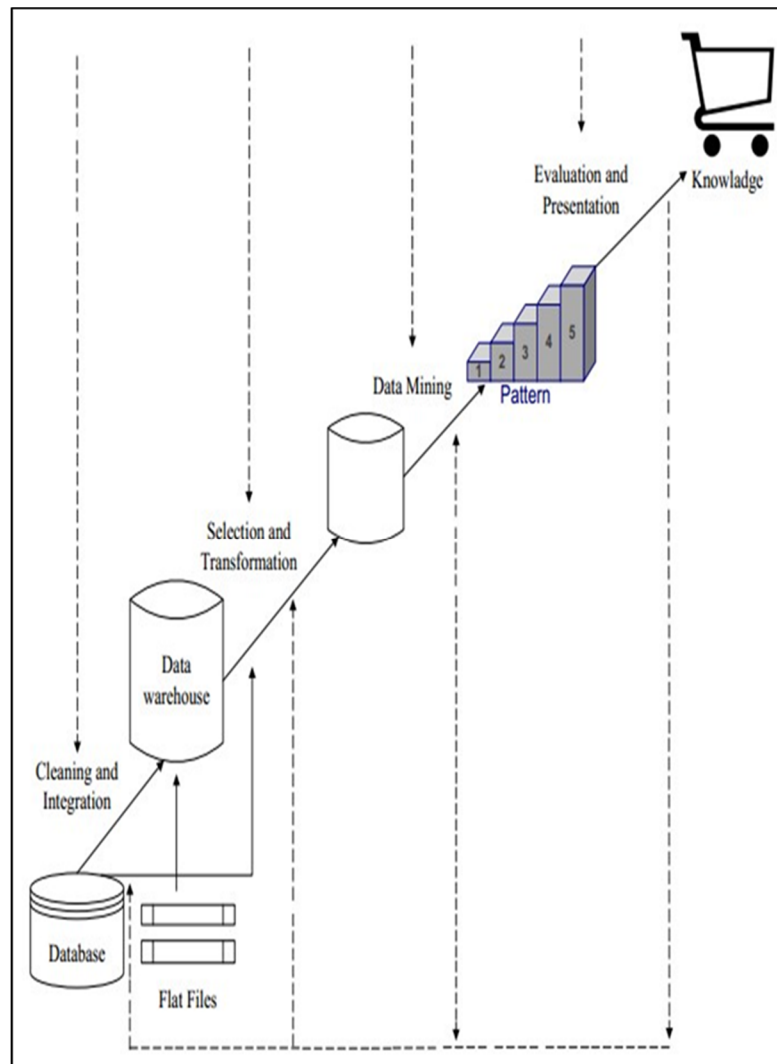 Evaluation and
Presentation
Knowladge
1
2
3
4
5
Pattern
Data Mining
Selection and
Transformation
Data
warehouse
Cleaning and
Integration
Database
Flat Files